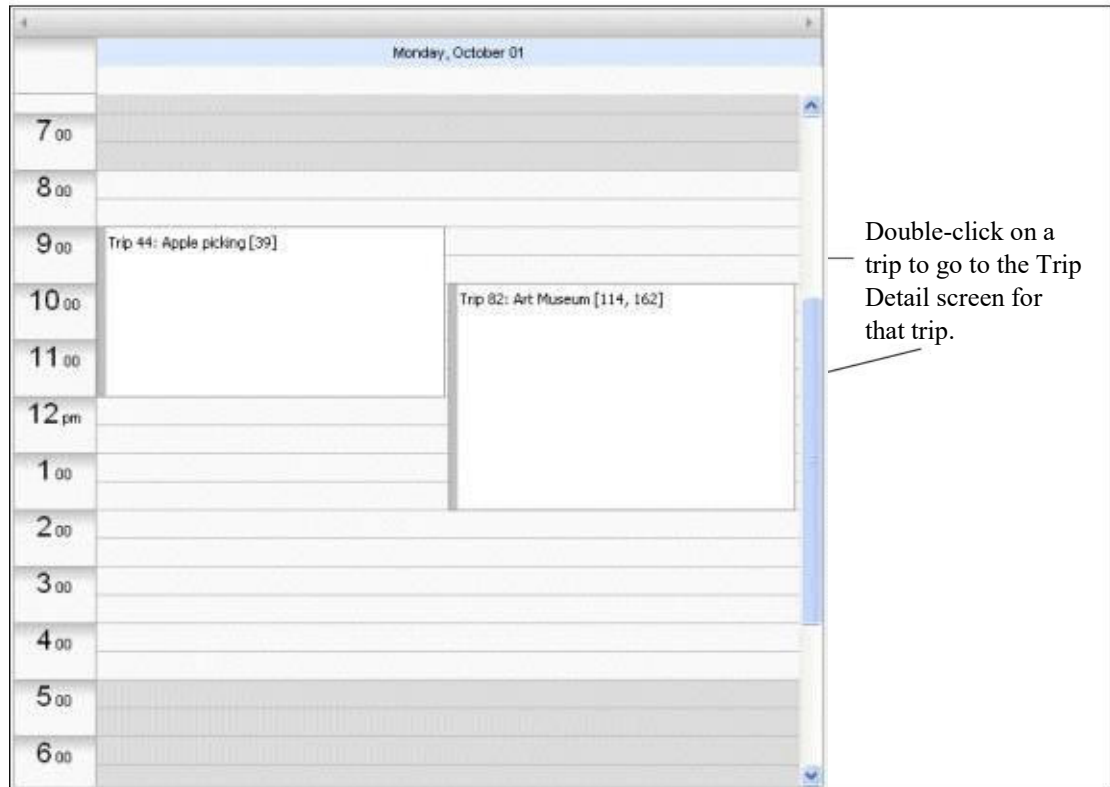 Monday, October 01
7 00
8 00
9 00
Trip 44: Apple picking [39]
10 00
Trip 82: Art Museum [114, 162]
11 00
12 pm
1 00
2 00
3 00
4 00
5 00
6 00
Double-click on a
trip to go to the Trip
Detail screen for
that trip.